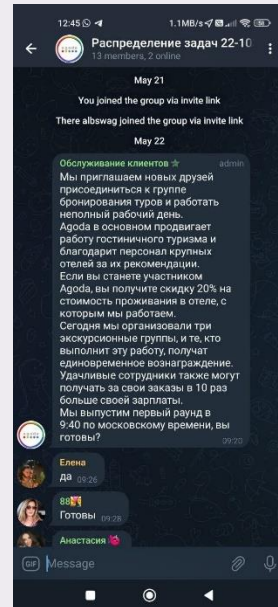 12:45
1.1MB/s
Распределение задач 22-10
13 members, 2 online
May 21
You joined the group via invite link
There albswag joined the group via invite link
May 22
Обслуживание клиентов admin
Мы приглашаем новых друзей
присоединиться к группе
бронирования туров и работать
неполный рабочий день.
Agoda в основном продвигает
работу гостиничного туризма и
благодарит персонал крупных
отелей за их рекомендации.
Если вы станете участником
Agoda, вы получите скидку 20% на
стоимость проживания в отеле, с
которым мы работаем.
Сегодня мы организовали три
экскурсионные группы, и те, кто
выполнит эту работу, получат
единовременное вознаграждение.
Удачливые сотрудники также могут
получать за свои заказы в 10 раз
больше своей зарплаты.
Мы выпустим первый раунд в
9:40 по московскому времени, вы
готовы? 09:20
Елена
да 09:26
88
Готовы 09:28
Анастасия
GIF Message